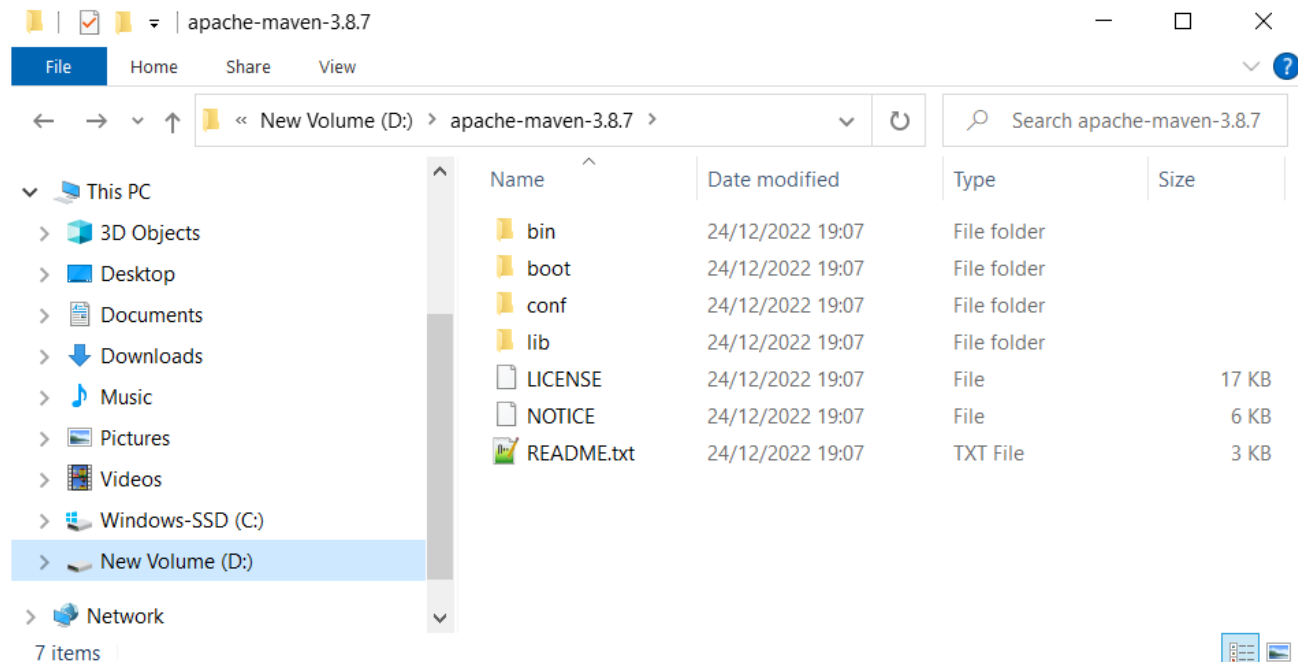 apache-maven-3.8.7
File Home Share View
« New Volume (D:) > apache-maven-3.8.7 > Search apache-maven-3.8.7
This PC
3D Objects
Desktop
Documents
Downloads
Music
Pictures
Videos
Windows-SSD (C:)
New Volume (D:)
Network
Name Date modified Type Size
bin 24/12/2022 19:07 File folder
boot 24/12/2022 19:07 File folder
conf 24/12/2022 19:07 File folder
lib 24/12/2022 19:07 File folder
LICENSE 24/12/2022 19:07 File 17 KB
NOTICE 24/12/2022 19:07 File 6 KB
README.txt 24/12/2022 19:07 TXT File 3 KB
7 items